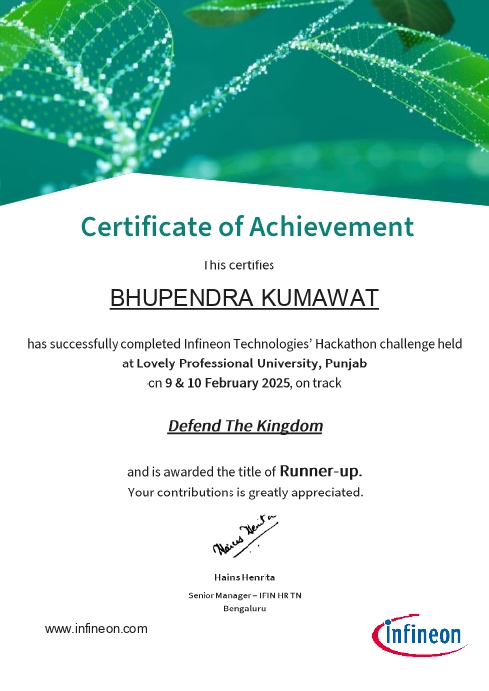 Certificate of Achievement
This certifies
BHUPENDRA KUMAWAT
has successfully completed Infineon Technologies’ Hackathon challenge held
at Lovely Professional University, Punjab
on 9 & 10 February 2025, on track
Defend The Kingdom
and is awarded the title of Runner-up.
Your contributions is greatly appreciated.
Hains Henrita
Hains Henrita
Senior Manager – IFIN HR TN
Bengaluru
www.infineon.com
infineon